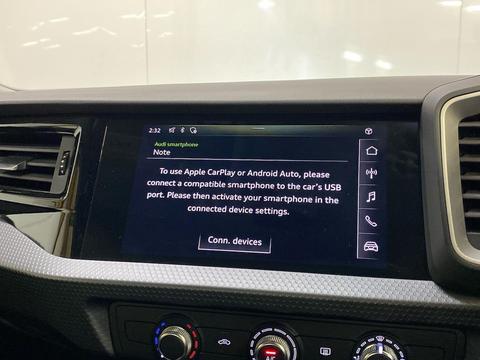 2:32
Audi smartphone
Note
To use Apple CarPlay or Android Auto, please
connect a compatible smartphone to the car's USB
port. Please then activate your smartphone in the
connected device settings.
Conn. devices